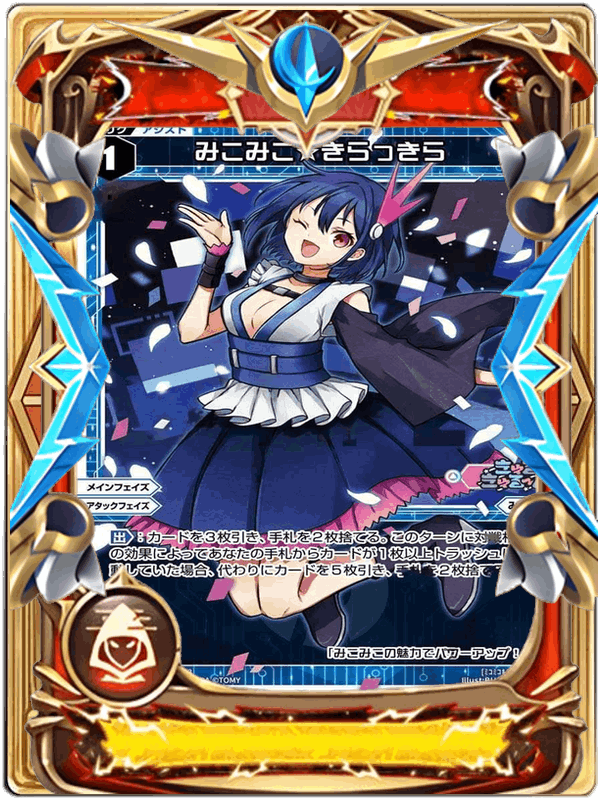 アシスト
1
みこみこ☆きらっきら
メインフェイズ
アタックフェイズ
出:カードを3枚引き、手札を2枚捨てる。このターンに対戦相
の効果によってあなたの手札からカードが1枚以上トラッシュ
していた場合、代わりにカードを5枚引き、手札を2枚捨て
「みこみこの魅力でパワーアップ！
©TOMY
Illust: